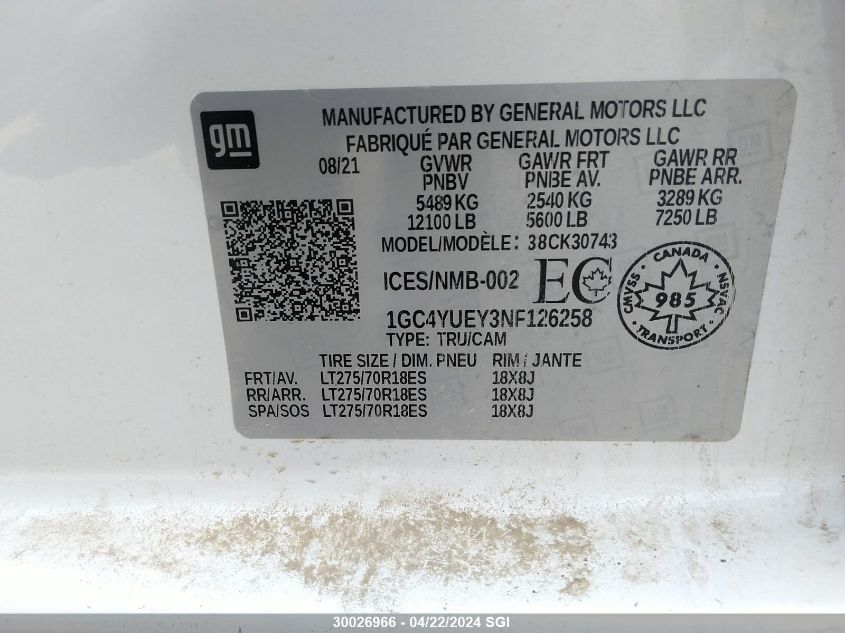 gm
MANUFACTURED BY GENERAL MOTORS LLC
FABRIQUÉ PAR GENERAL MOTORS LLC
08/21 GVWR GAWR FRT GAWR RR
PNBV PNBE AV. PNBE ARR.
5489 KG 2540 KG 3289 KG
12100 LB 5600 LB 7250 LB
MODEL/MODÈLE: 38CK30743
ICES/NMB-002 EC
CANADA
CMVSS 985 NSVAC
TRANSPORT
1GC4YUEY3NF126258
TYPE: TRU/CAM
TIRE SIZE / DIM. PNEU RIM / JANTE
FRT/AV. LT275/70R18ES 18X8J
RR/ARR. LT275/70R18ES 18X8J
SPA/SOS LT275/70R18ES 18X8J
30026966 - 04/22/2024 SGI